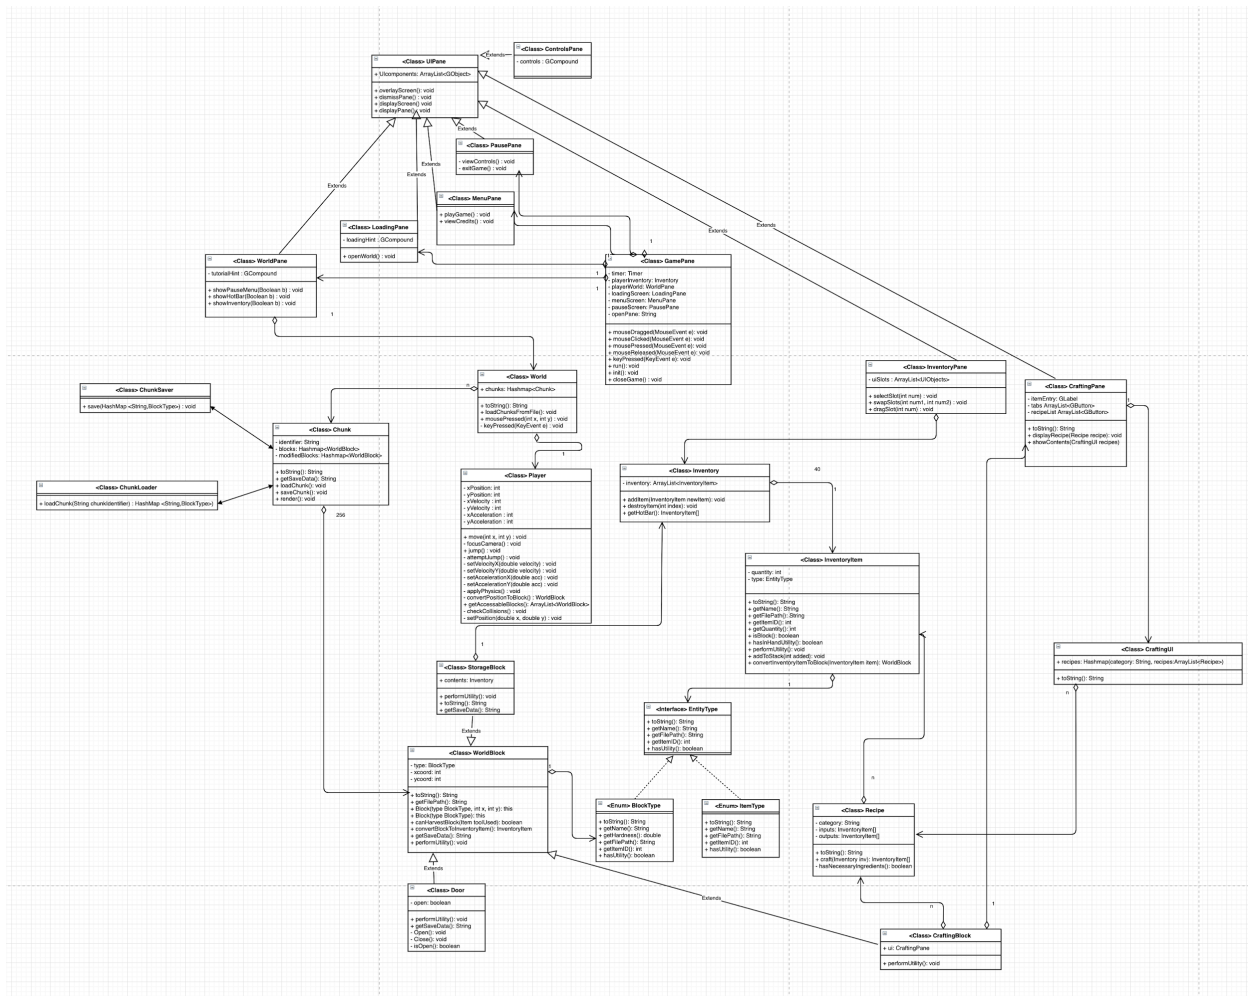 <Class> ControlsPane
- controls : GCompound
Extends
<Class> UIPane
+ UIcomponents: ArrayList<GObject>
+ overlayScreen(): void
+ dismissPane() : void
+ displayScreen() : void
+ displayPane() : void
Extends
<Class> PausePane
- viewControls() : void
- exitGame() : void
Extends
Extends
Extends
<Class> MenuPane
+ playGame() : void
+ viewCredits() : void
<Class> LoadingPane
- loadingHint : GCompound
+ openWorld() : void
Extends
Extends
<Class> WorldPane
- tutorialHint : GCompound
+ showPauseMenu(Boolean b) : void
+ showHotBar(Boolean b) : void
+ showInventory(Boolean b) : void
1
1
1
1
<Class> GamePane
- timer: Timer
- playerInventory: Inventory
- playerWorld: WorldPane
- loadingScreen: LoadingPane
- menuScreen: MenuPane
- pauseScreen: PausePane
- openPane: String
+ mouseDragged(MouseEvent e): void
+ mouseClicked(MouseEvent e): void
+ mousePressed(MouseEvent e): void
+ mouseReleased(MouseEvent e): void
+ keyPressed(KeyEvent e): void
+ run(): void
+ init(): void
+ closeGame() : void
<Class> World
+ chunks: Hashmap<Chunk>
+ toString(): String
+ loadChunksFromFile(): void
+ mousePressed(int x, int y) : void
- keyPressed(KeyEvent e) : void
n
1
<Class> ChunkSaver
+ save(HashMap <String,BlockType>) : void
<Class> Chunk
- identifier: String
- blocks: Hashmap<WorldBlock>
- modifiedBlocks: Hashmap<WorldBlock>
+ toString(): String
+ getSaveData(): String
+ loadChunk(): void
+ saveChunk(): void
+ render(): void
256
<Class> ChunkLoader
+ loadChunk(String chunkIdentifier) : HashMap <String,BlockType>)
<Class> InventoryPane
- uiSlots : ArrayList<UIObjects>
+ selectSlot(int num) : void
+ swapSlots(int num1, int num2) : void
+ dragSlot(int num) : void
<Class> CraftingPane
- itemEntry: GLabel
- tabs ArrayList<GButton>
- recipeList ArrayList<GButton>
+ toString(): String
+ displayRecipe(Recipe recipe): void
+ showContents(CraftingUI recipes)
1
<Class> Player
- xPosition: int
- yPosition: int
- xVelocity : int
- yVelocity : int
- xAcceleration : int
- yAcceleration : int
+ move(int x, int y) : void
- focusCamera() : void
+ jump() : void
- attemptJump() : void
- setVelocityX(double velocity) : void
- setVelocityY(double velocity) : void
- setAccelerationX(double acc) : void
- setAccelerationY(double acc) : void
- applyPhysics() : void
- convertPositionToBlock() : WorldBlock
+ getAccessableBlocks(): ArrayList<WorldBlock>
- checkCollisions() : void
- setPosition(double x, double y) : void
<Class> Inventory
- inventory: ArrayList<InventoryItem>
+ addItem(InventoryItem newItem): void
- destroyItem(int index): void
- getHotBar(): InventoryItem[]
40
1
<Class> InventoryItem
- quantity: int
- type: EntityType
+ toString(): String
+ getName(): String
+ getFilePath(): String
+ getItemID(): int
+ getQuantity(): int
+ isBlock(): boolean
+ hasInHandUtility(): boolean
+ performUtility(): void
+ addToStack(int added): void
+ convertInventoryItemToBlock(InventoryItem item): WorldBlock
1
1
<Class> StorageBlock
+ contents: Inventory
+ performUtility(): void
+ toString(): String
+ getSaveData(): String
Extends
<Class> CraftingUI
+ recipes: Hashmap(category: String, recipes:ArrayList<Recipe>)
+ toString(): String
n
<Interface> EntityType
+ toString(): String
+ getName(): String
+ getFilePath(): String
+ getItemID(): int
+ hasUtility(): boolean
<Class> WorldBlock
- type: BlockType
- xcoord: int
- ycoord: int
+ toString(): String
+ getFilePath(): String
+ Block(type BlockType, int x, int y): this
+ Block(type BlockType): this
+ canHarvestBlock(Item toolUsed): boolean
+ convertBlockToInventoryItem(): InventoryItem
+ getSaveData(): String
+ performUtility(): void
<Enum> BlockType
+ toString(): String
+ getName(): String
+ getHardness(): double
+ getFilePath(): String
+ getItemID(): int
+ hasUtility(): boolean
<Enum> ItemType
+ toString(): String
+ getName(): String
+ getFilePath(): String
+ getItemID(): int
+ hasUtility(): boolean
n
<Class> Recipe
- category: String
- inputs: InventoryItem[]
- outputs: InventoryItem[]
+ toString(): String
+ craft(Inventory inv): InventoryItem[]
- hasNecessaryIngredients(): boolean
Extends
<Class> Door
- open: boolean
+ performUtility(): void
+ getSaveData(): String
- Open(): void
- Close(): void
- isOpen(): boolean
Extends
n
1
<Class> CraftingBlock
+ ui: CraftingPane
+ performUtility(): void